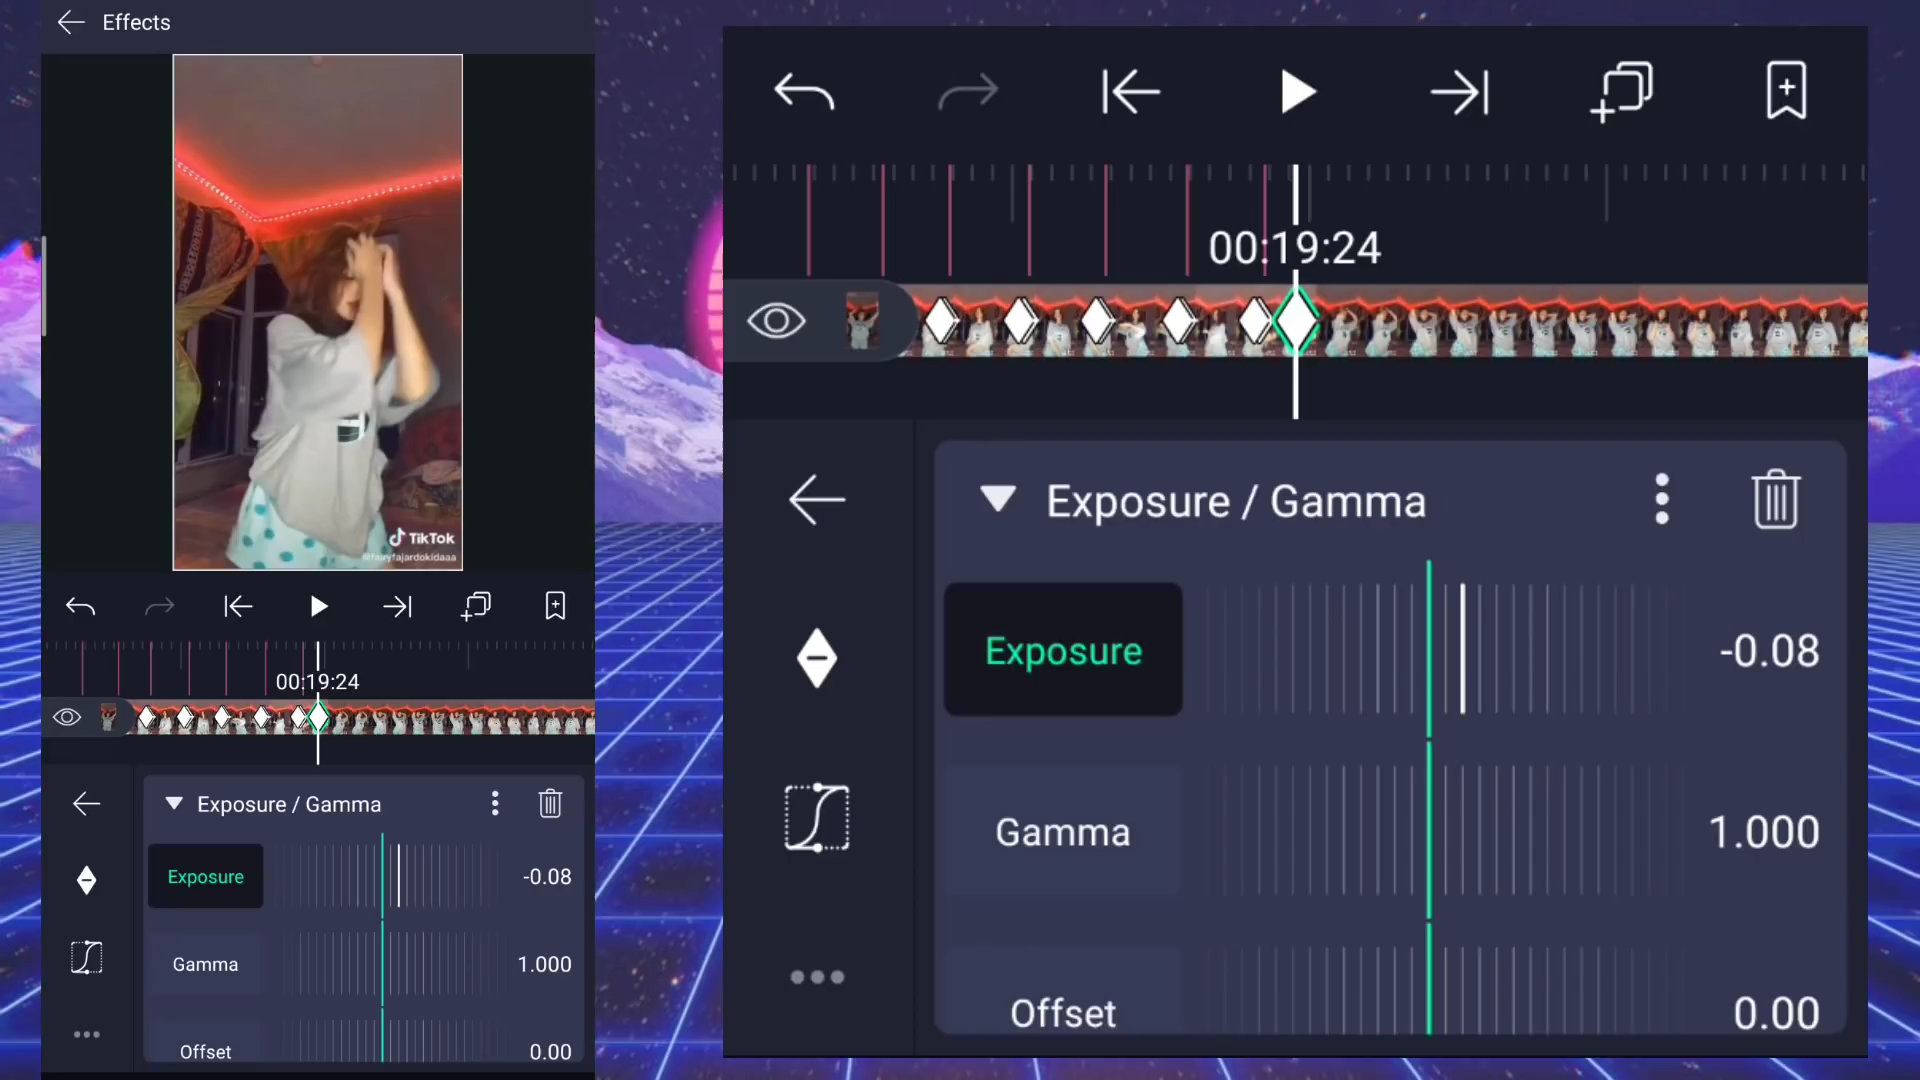 Effects
TikTok
@fairyfajardokidaaa
00:19:24
Exposure / Gamma
Exposure
-0.08
Gamma
1.000
Offset
0.00
00:19:24
Exposure / Gamma
Exposure
-0.08
Gamma
1.000
Offset
0.00